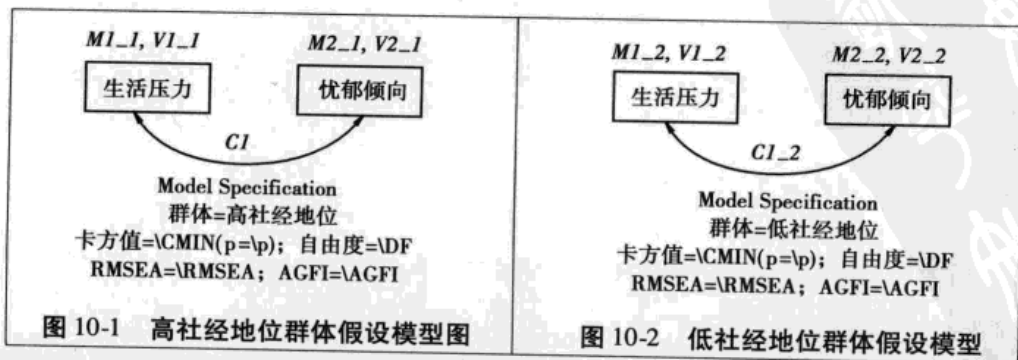 M1_1, V1_1
M2_1, V2_1
生活压力
忧郁倾向
C1
Model Specification
群体=高社经地位
卡方值=\CMIN(p=\p)；自由度=\DF
RMSEA=\RMSEA；AGFI=\AGFI
图 10-1 高社经地位群体假设模型图
M1_2, V1_2
M2_2, V2_2
生活压力
忧郁倾向
C1_2
Model Specification
群体=低社经地位
卡方值=\CMIN(p=\p)；自由度=\DF
RMSEA=\RMSEA；AGFI=\AGFI
图 10-2 低社经地位群体假设模型